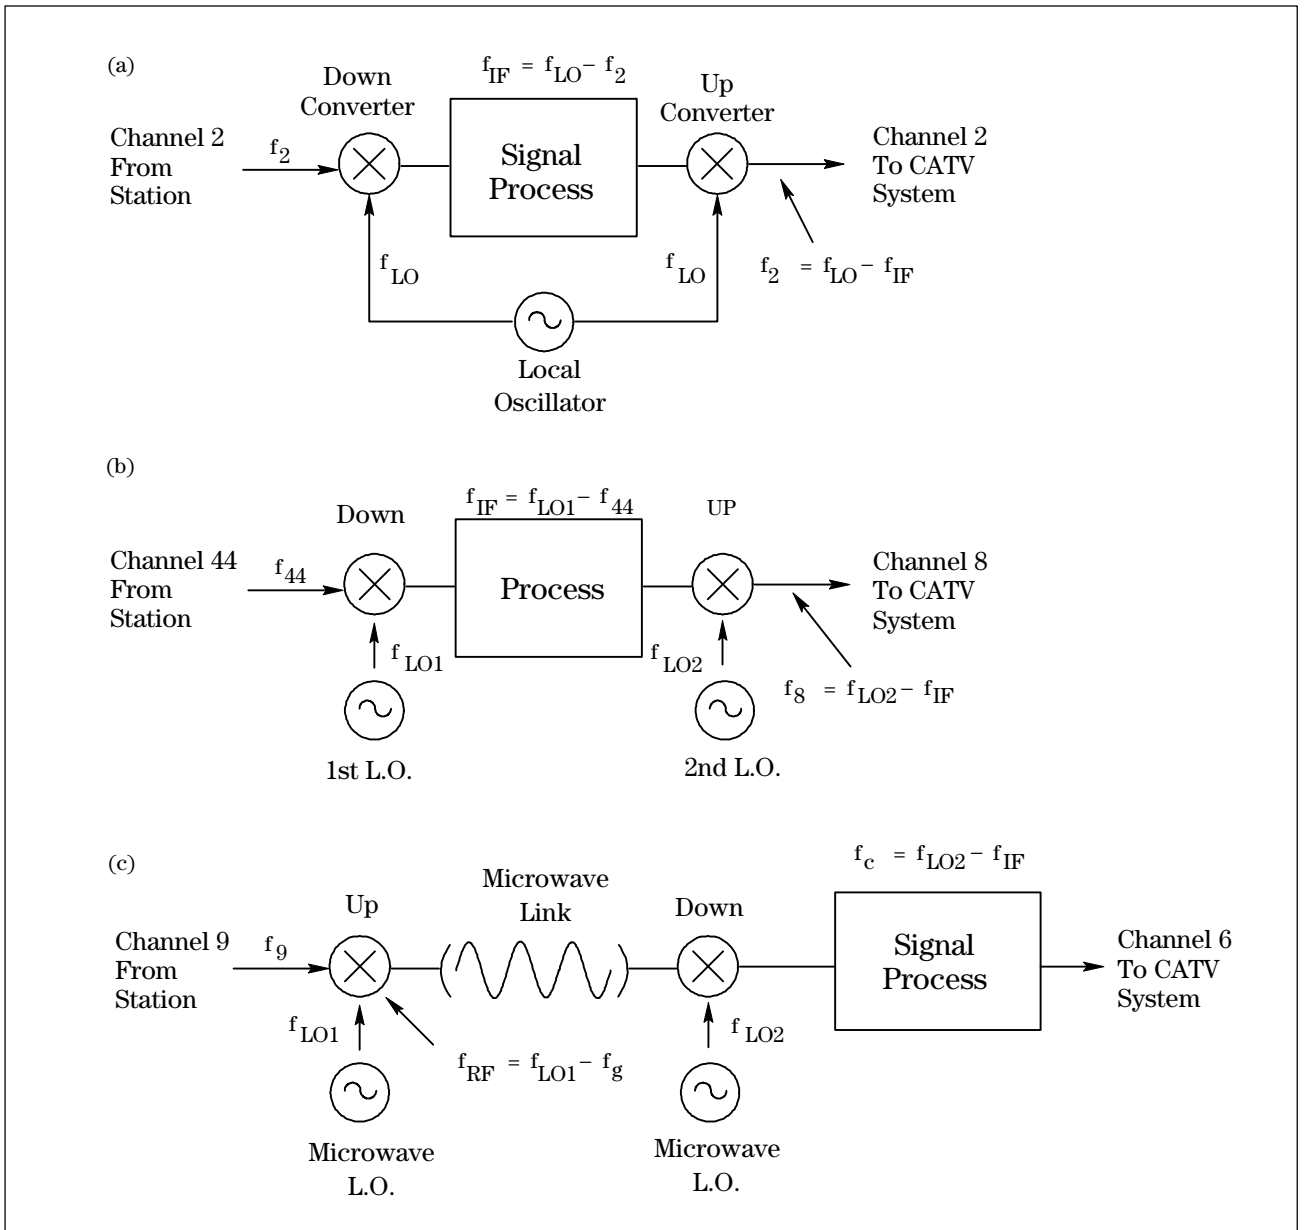 (a)
Down
Converter
f_IF = f_LO − f_2
Up
Converter
Channel 2
From
Station
f_2
Signal
Process
Channel 2
To CATV
System
f_LO
f_LO
f_2 = f_LO − f_IF
Local
Oscillator
(b)
Down
f_IF = f_LO1 − f_44
UP
Channel 44
From
Station
f_44
Process
Channel 8
To CATV
System
f_LO1
f_LO2
f_8 = f_LO2 − f_IF
1st L.O.
2nd L.O.
(c)
Up
Microwave
Link
Down
f_c = f_LO2 − f_IF
Channel 9
From
Station
f_9
Signal
Process
Channel 6
To CATV
System
f_LO1
f_RF = f_LO1 − f_g
f_LO2
Microwave
L.O.
Microwave
L.O.